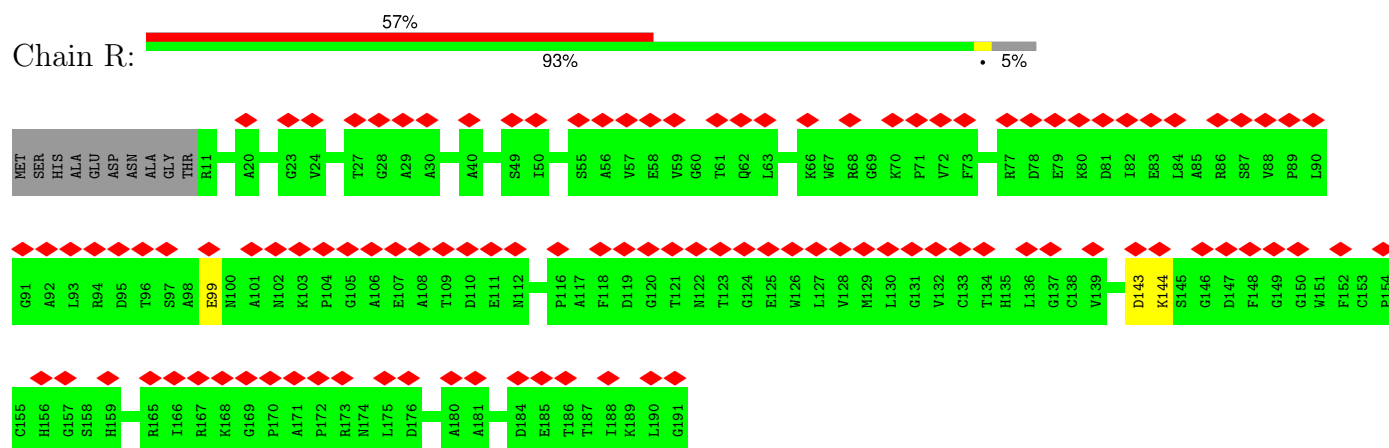 57%
Chain R:
93% • 5%
MET SER HIS ALA GLU ASP ASN ALA GLY THR R11 A20 G23 V24 T27 G28 A29 A30 A40 S49 I50 S55 A56 V57 E58 V59 G60 T61 Q62 L63 K66 W67 R68 G69 K70 P71 V72 F73 R77 D78 E79 K80 D81 I82 E83 L84 A85 R86 S87 V88 P89 L90
G91 A92 L93 R94 D95 T96 S97 A98 E99 N100 A101 N102 K103 P104 G105 A106 E107 A108 T109 D110 E111 N112 P116 A117 F118 D119 G120 T121 N122 T123 G124 E125 W126 L127 V128 M129 L130 G131 V132 C133 T134 H135 L136 G137 C138 V139 D143 K144 S145 G146 D147 F148 G149 G150 W151 F152 C153 P154
C155 H156 G157 S158 H159 R165 I166 R167 K168 G169 P170 A171 P172 R173 N174 L175 D176 A180 A181 D184 E185 T186 T187 I188 K189 L190 G191